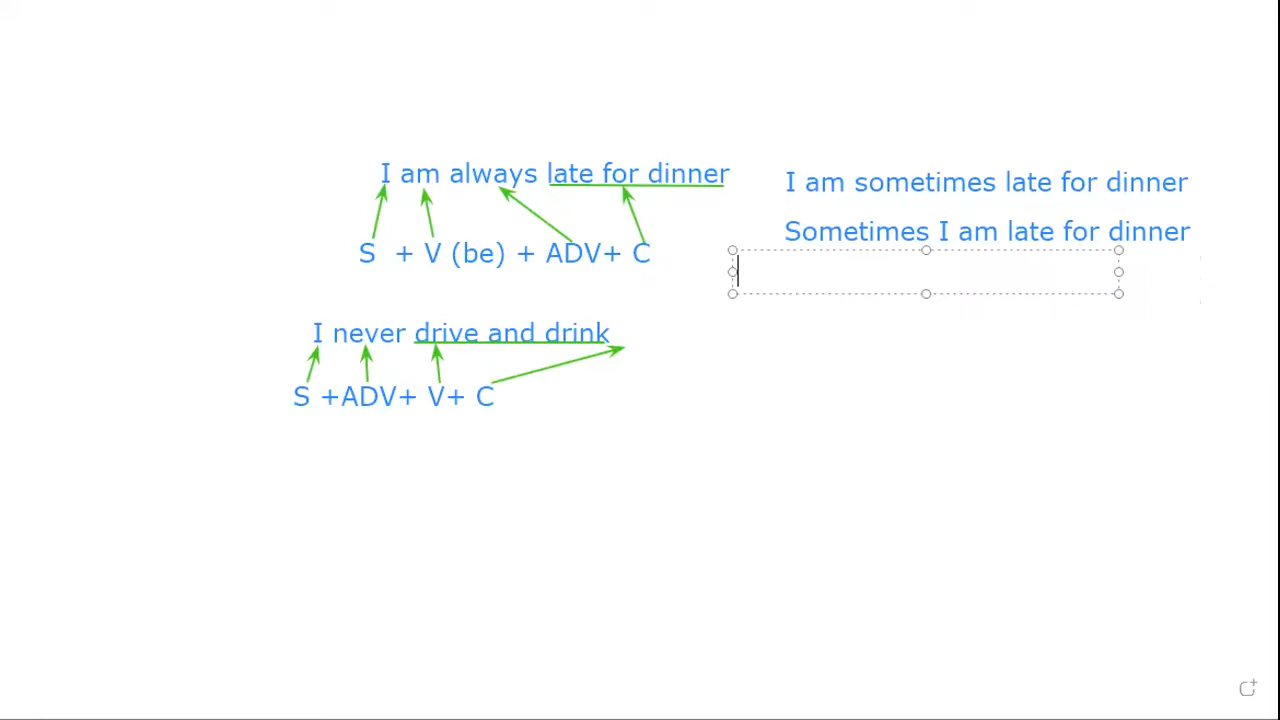 I am always late for dinner
S + V (be) + ADV+ C
I never drive and drink
S +ADV+ V+ C
I am sometimes late for dinner
Sometimes I am late for dinner